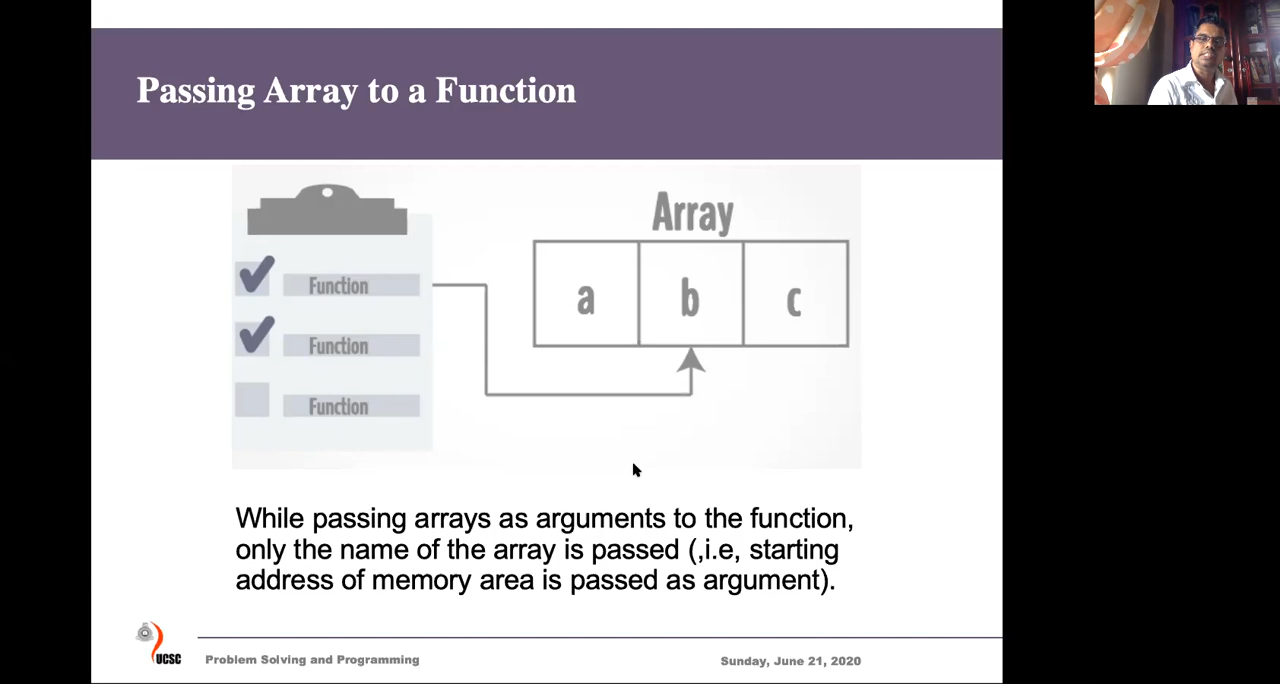 Passing Array to a Function
Array
a b c
Function
Function
Function
While passing arrays as arguments to the function,
only the name of the array is passed (,i.e, starting
address of memory area is passed as argument).
UCSC
Problem Solving and Programming
Sunday, June 21, 2020